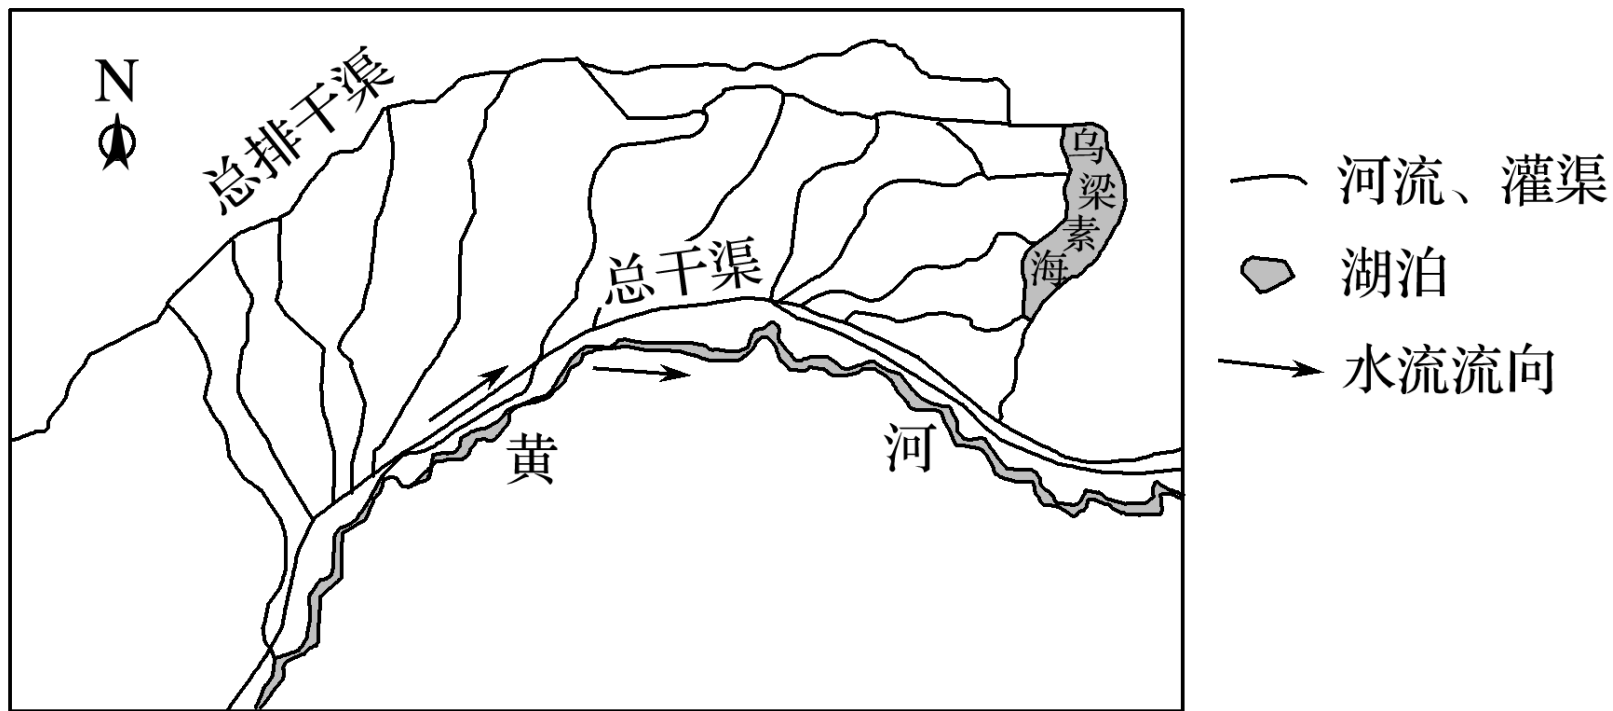 N
总排干渠
乌梁素海
总干渠
黄河
河流、灌渠
湖泊
水流流向